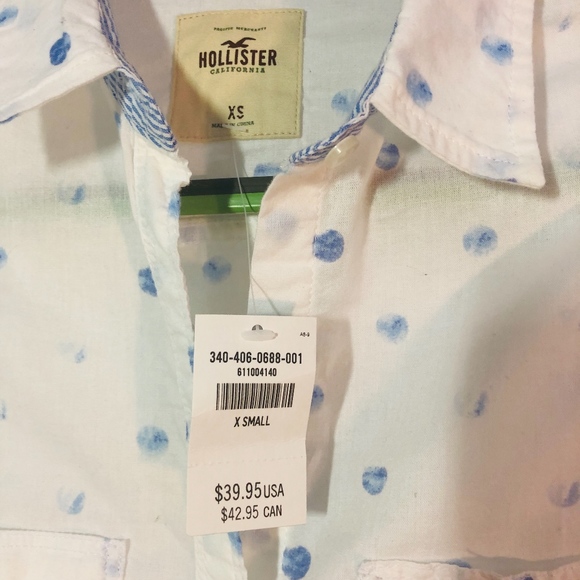 HOLLISTER
CALIFORNIA
XS
340-406-0688-001
611004140
X SMALL
$39.95 USA
$42.95 CAN